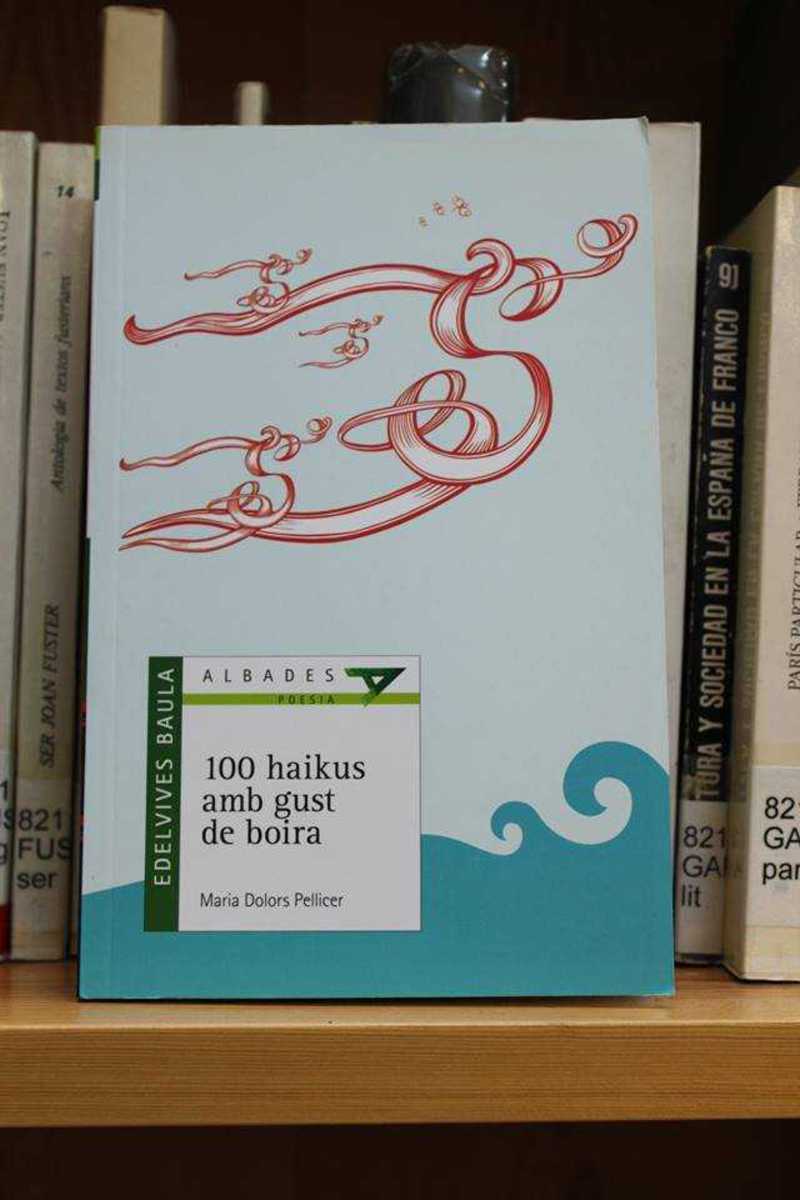 ALBADES
POESIA
EDELVIVES BAULA
100 haikus
amb gust
de boira
Maria Dolors Pellicer
14
Antologia de textos fusterians
SER JOAN FUSTER
821
FUS
ser
91
TURA Y SOCIEDAD EN LA ESPAÑA DE FRANCO
821
GA
lit
PARÍS PARTICULAR
82
GA
par